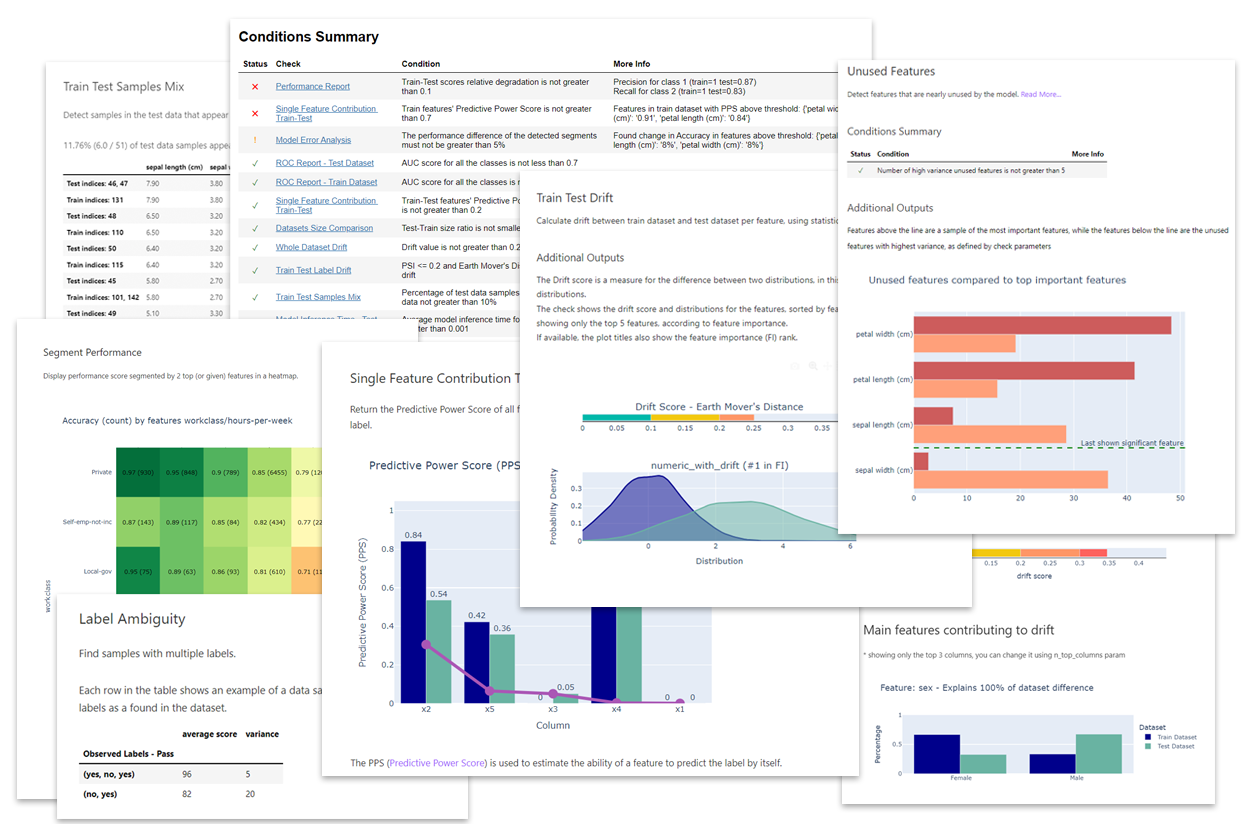 Train Test Samples Mix
Detect samples in the test data that appear
11.76% (6.0 / 51) of test data samples appea
sepal length (cm) sepal
Test indices: 46, 47 7.90 3.80
Train indices: 131 7.90 3.80
Test indices: 48 6.50 3.20
Train indices: 110 6.50 3.20
Test indices: 50 6.40 3.20
Train indices: 115 6.40 3.20
Test indices: 45 5.80 2.70
Train indices: 101, 142 5.80 2.70
Test indices: 49 5.10 3.30
Conditions Summary
Status Check Condition More Info
Performance Report
Train-Test scores relative degradation is not greater
than 0.1
Precision for class 1 (train=1 test=0.87)
Recall for class 2 (train=1 test=0.83)
Single Feature Contribution
Train-Test
Train features' Predictive Power Score is not greater
than 0.7
Features in train dataset with PPS above threshold: {'petal wid
(cm)': '0.91', 'petal length (cm)': '0.84'}
! Model Error Analysis
The performance difference of the detected segments
must not be greater than 5%
Found change in Accuracy in features above threshold: {'petal
length (cm)': '8%', 'petal width (cm)': '8%'}
✓ ROC Report - Test Dataset AUC score for all the classes is not less than 0.7
✓ ROC Report - Train Dataset AUC score for all the classes is
✓ Single Feature Contribution
Train-Test
Train-Test features' Predictive Po
is not greater than 0.2
✓ Datasets Size Comparison Test-Train size ratio is not smalle
✓ Whole Dataset Drift Drift value is not greater than 0.2
✓ Train Test Label Drift
PSI <= 0.2 and Earth Mover's Di
drift
✓ Train Test Samples Mix
Percentage of test data samples
data not greater than 10%
Model Inference Time - Test
Average model inference time fo
ter than 0.001
Train Test Drift
Calculate drift between train dataset and test dataset per feature, using statistic
Additional Outputs
The Drift score is a measure for the difference between two distributions, in this
distributions.
The check shows the drift score and distributions for the features, sorted by fea
showing only the top 5 features, according to feature importance.
If available, the plot titles also show the feature importance (FI) rank.
Drift Score - Earth Mover's Distance
0 0.05 0.1 0.15 0.2 0.25 0.3 0.35
numeric_with_drift (#1 in FI)
Probability Density
0.3
0.2
0.1
0
0 2 4 6
Distribution
Unused Features
Detect features that are nearly unused by the model. Read More...
Conditions Summary
Status Condition More Info
✓ Number of high variance unused features is not greater than 5
Additional Outputs
Features above the line are a sample of the most important features, while the features below the line are the unused
features with highest variance, as defined by check parameters
Unused features compared to top important features
petal width (cm)
petal length (cm)
sepal length (cm)
Last shown significant feature
sepal width (cm)
0 10 20 30 40 50
Segment Performance
Display performance score segmented by 2 top (or given) features in a heatmap.
Accuracy (count) by features workclass/hours-per-week
Private 0.97 (930) 0.95 (848) 0.9 (789) 0.85 (6455) 0.79 (120
Self-emp-not-inc 0.87 (143) 0.89 (117) 0.85 (84) 0.82 (434) 0.77 (22
Local-gov 0.95 (75) 0.89 (63) 0.86 (93) 0.81 (610) 0.71 (11
workclass
Label Ambiguity
Find samples with multiple labels.
Each row in the table shows an example of a data sa
labels as a found in the dataset.
average score variance
Observed Labels - Pass
(yes, no, yes) 96 5
(no, yes) 82 20
Single Feature Contribution T
Return the Predictive Power Score of all f
label.
Predictive Power Score (PPS
Predictive Power Score (PPS)
1
0.8
0.6
0.4
0.2
0
0.84
0.54
0.42
0.36
0 0.05
0 0
x2 x5 x3 x4 x1
Column
The PPS (Predictive Power Score) is used to estimate the ability of a feature to predict the label by itself.
0.15 0.2 0.25 0.3 0.35 0.4
drift score
Main features contributing to drift
* showing only the top 3 columns, you can change it using n_top_columns param
Feature: sex - Explains 100% of dataset difference
Percentage
1
0.5
0
Female Male
Dataset
Train Dataset
Test Dataset